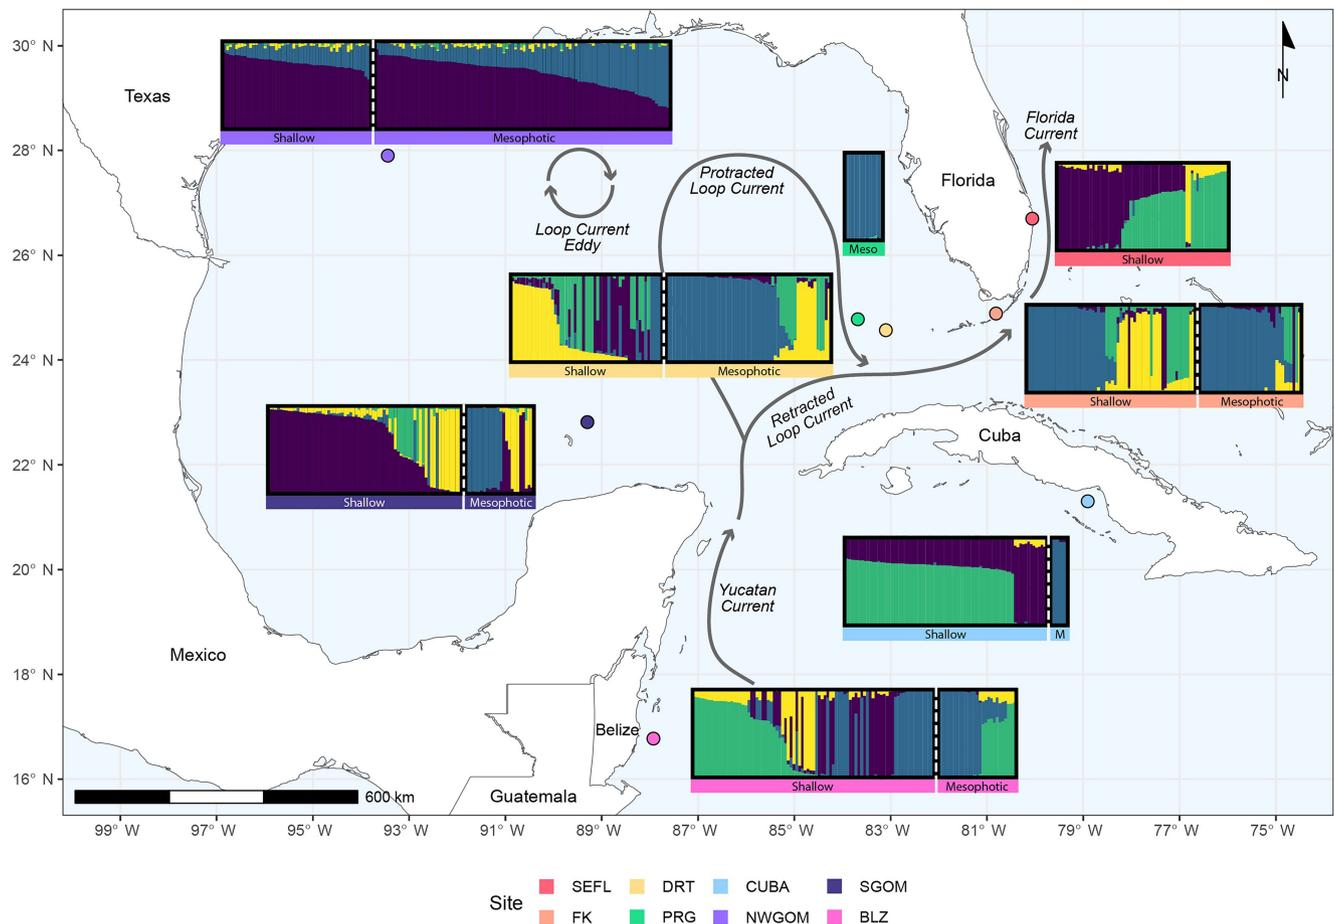 30° N
28° N
26° N
24° N
22° N
20° N
18° N
16° N
Texas
Shallow
Mesophotic
N
Florida
Current
Protracted
Loop Current
Loop Current
Eddy
Florida
Meso
Shallow
Shallow
Mesophotic
Shallow
Mesophotic
Retracted
Loop Current
Cuba
Shallow
Mesophotic
Yucatan
Current
Shallow
M
Mexico
Belize
Shallow
Mesophotic
Guatemala
600 km
99° W
97° W
95° W
93° W
91° W
89° W
87° W
85° W
83° W
81° W
79° W
77° W
75° W
Site
SEFL
DRT
CUBA
SGOM
FK
PRG
NWGOM
BLZ